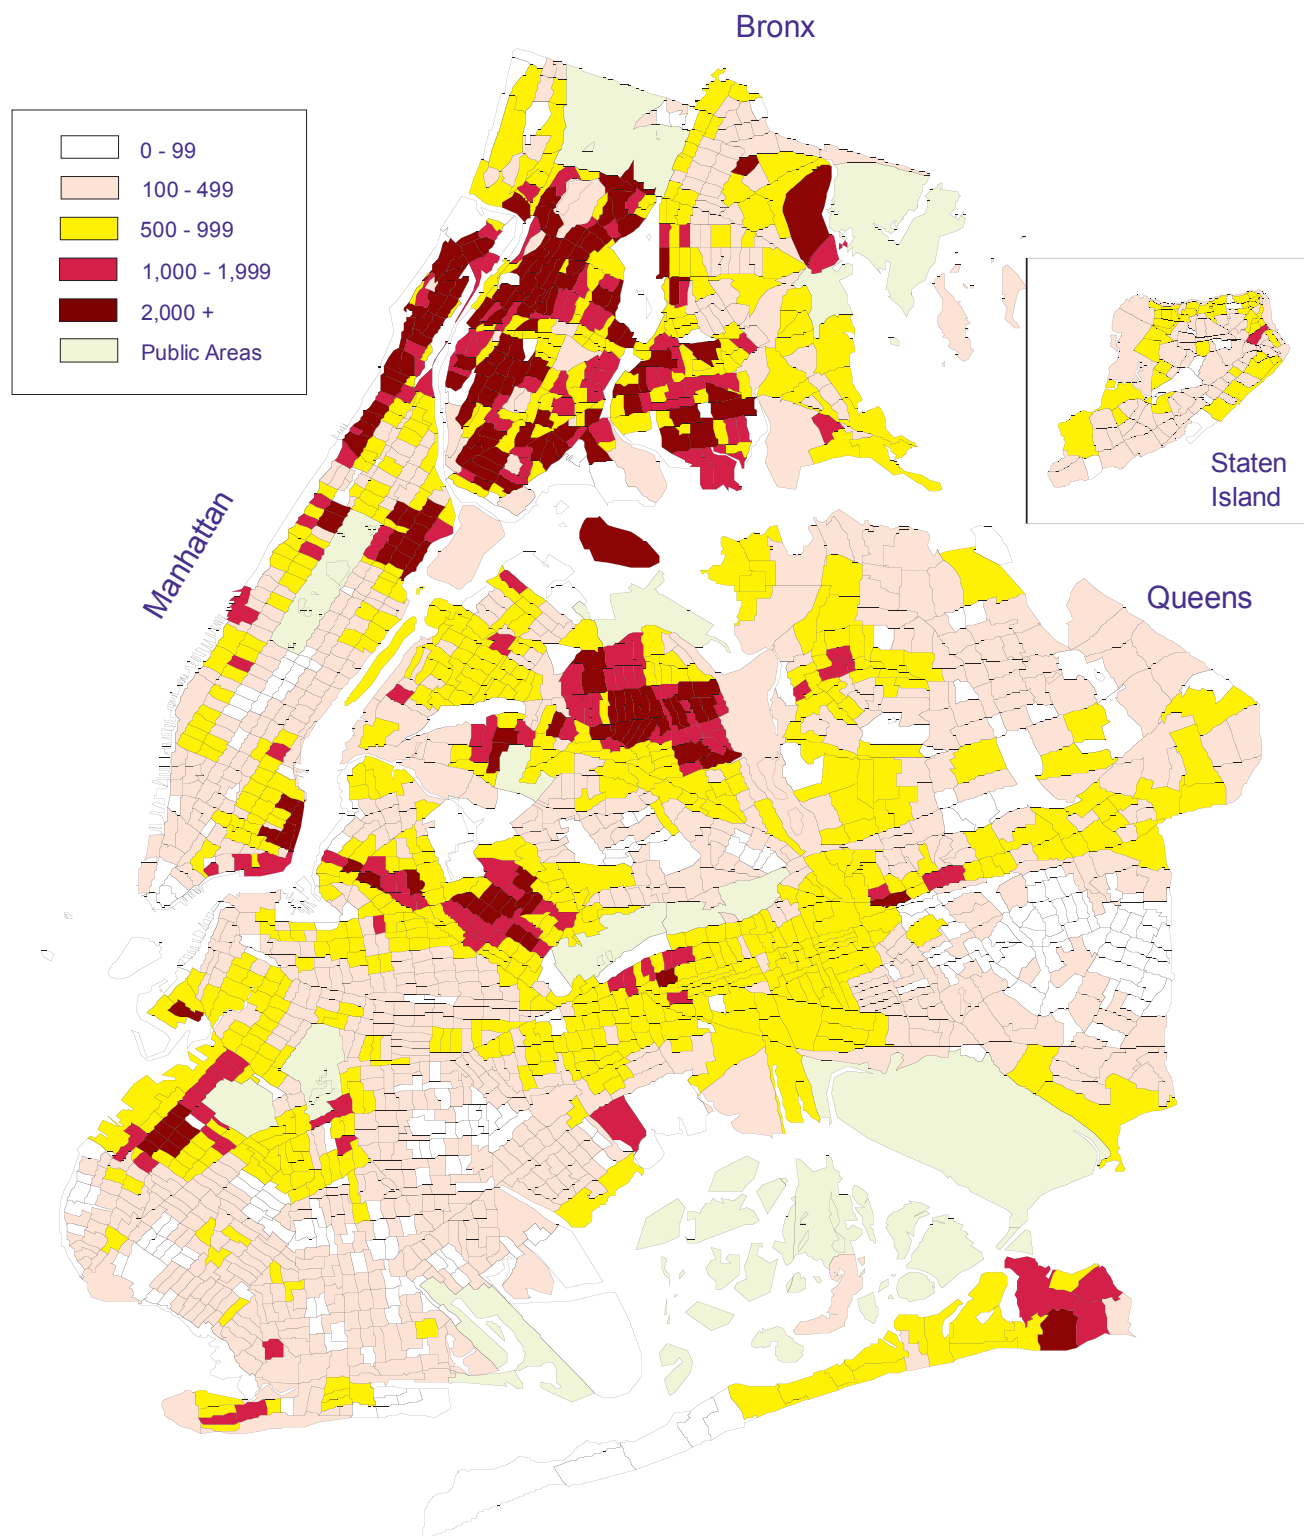 Bronx
0 - 99
100 - 499
500 - 999
1,000 - 1,999
2,000 +
Public Areas
Staten
Island
Manhattan
Queens